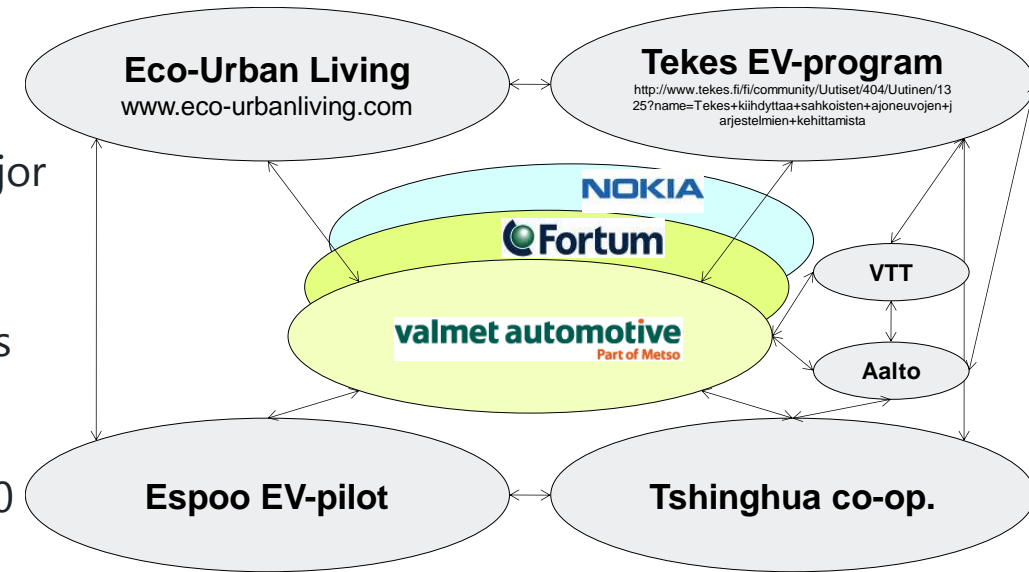 Eco-Urban Living
www.eco-urbanliving.com
Tekes EV-program
http://www.tekes.fi/fi/community/Uutiset/404/Uutinen/13
25?name=Tekes+kiihdyttaa+sahkoisten+ajoneuvojen+j
arjestelmien+kehittamista
jor
NOKIA
Fortum
VTT
valmet automotive
Part of Metso
s
Aalto
0
Espoo EV-pilot
Tshinghua co-op.